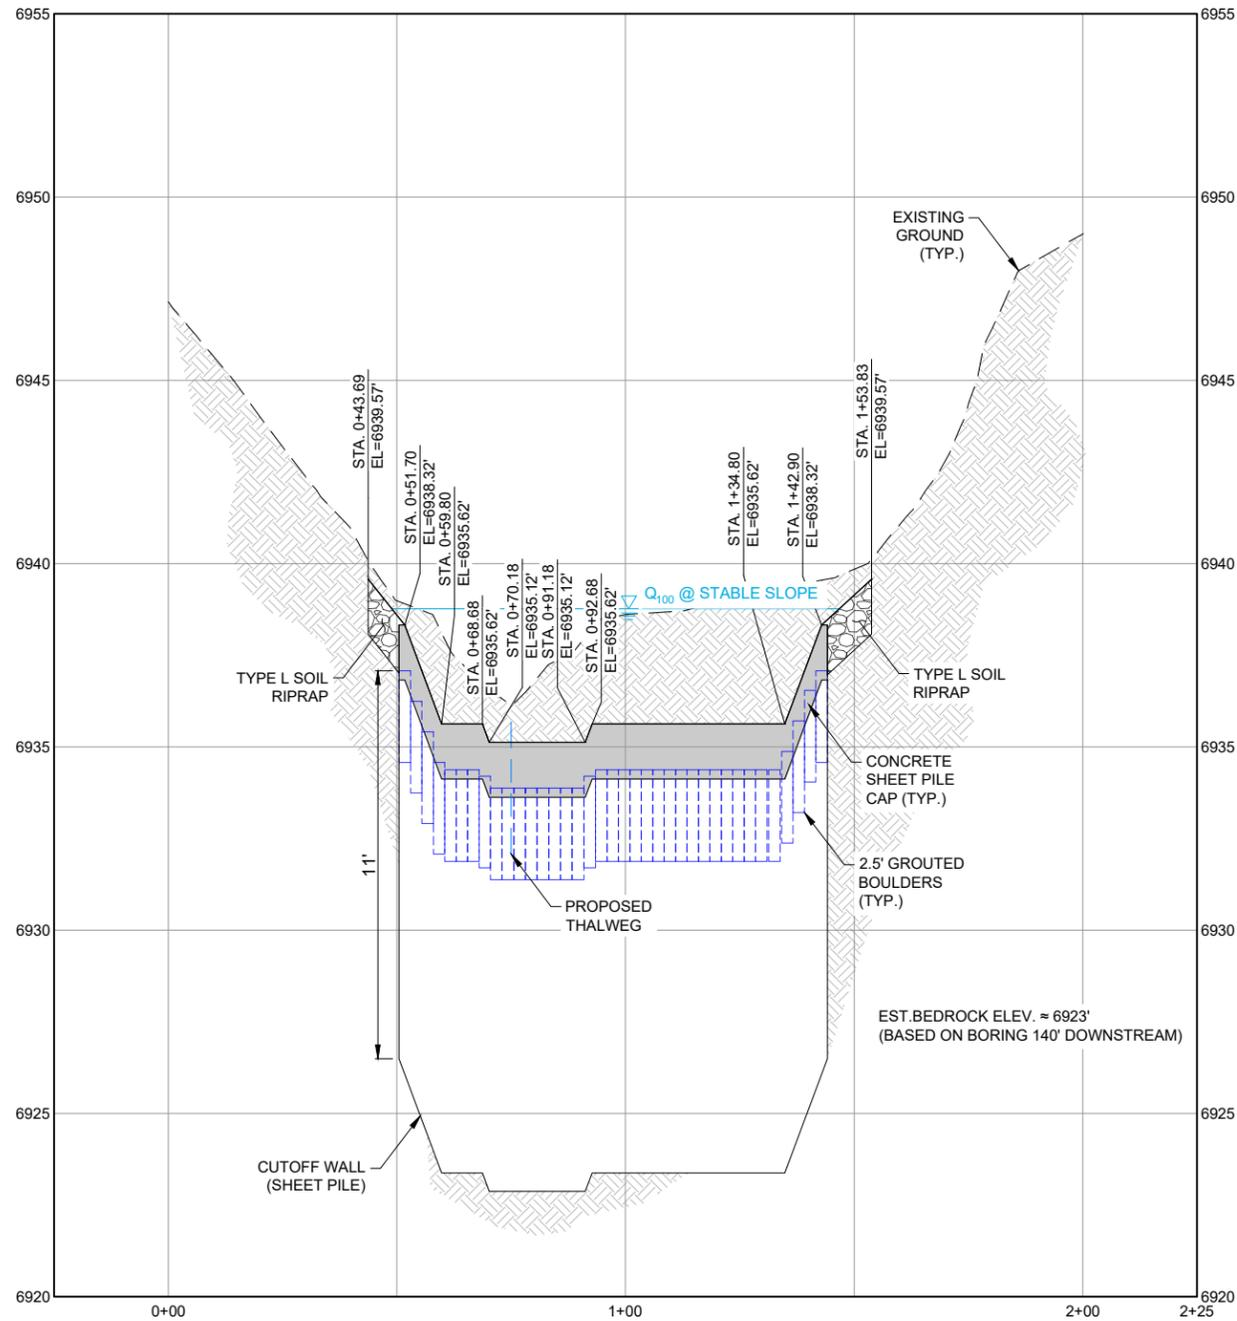 6955
6955
6950
6950
EXISTING
GROUND
(TYP.)
6945
6945
STA. 0+43.69
EL=6939.57'
STA. 1+53.83
EL=6939.57'
STA. 0+51.70
EL=6938.32'
STA. 0+59.80
EL=6935.62'
STA. 1+34.80
EL=6935.62'
STA. 1+42.90
EL=6938.32'
6940
6940
STA. 0+68.68
EL=6935.62'
STA. 0+70.18
EL=6935.12'
STA. 0+91.18
EL=6935.12'
STA. 0+92.68
EL=6935.62'
Q100 @ STABLE SLOPE
TYPE L SOIL
RIPRAP
TYPE L SOIL
RIPRAP
6935
6935
CONCRETE
SHEET PILE
CAP (TYP.)
11'
2.5' GROUTED
BOULDERS
(TYP.)
PROPOSED
THALWEG
6930
6930
EST.BEDROCK ELEV. ≈ 6923'
(BASED ON BORING 140' DOWNSTREAM)
6925
6925
CUTOFF WALL
(SHEET PILE)
6920
6920
0+00
1+00
2+00
2+25